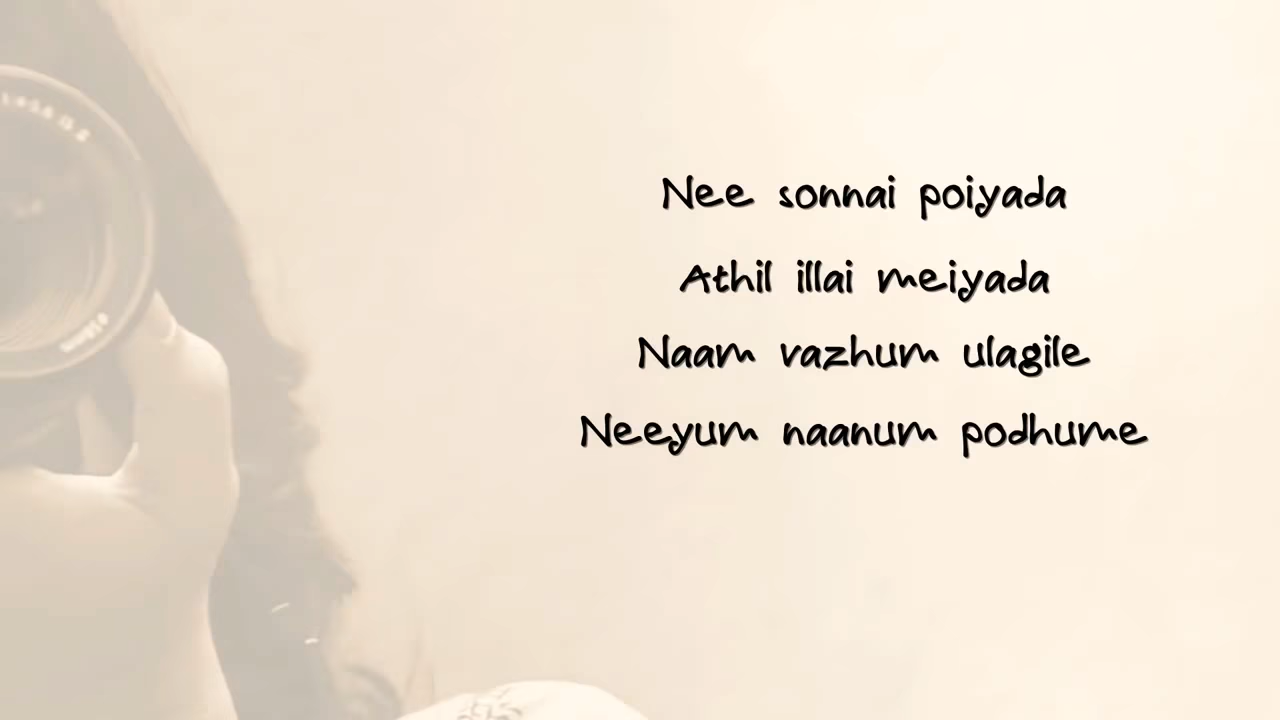 Nee sonnai poiyada
Athil illai meiyada
Naam vazhum ulagile
Neeyum naanum podhume